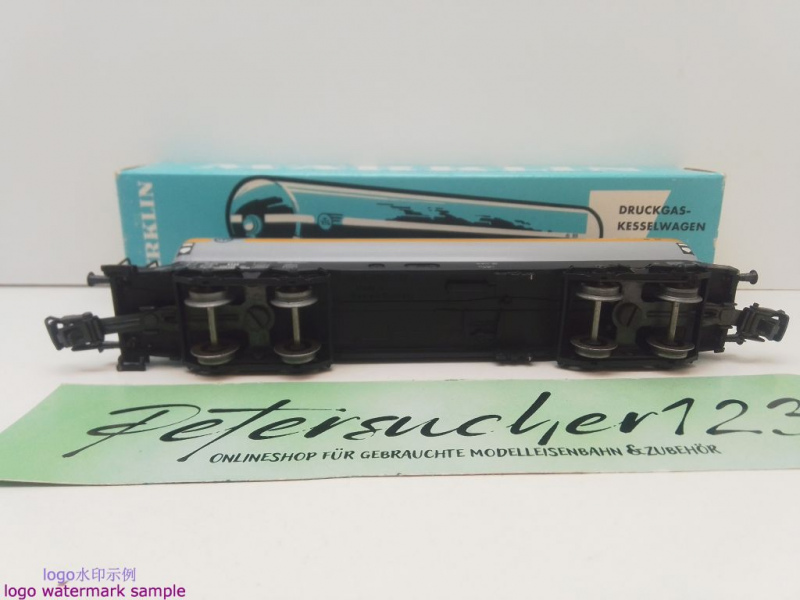 RKLIN
DRUCKGAS-
KESSELWAGEN
Petersucher123
ONLINESHOP FÜR GEBRAUCHTE MODELLEISENBAHN & ZUBEHÖR
logo水印示例
logo watermark sample